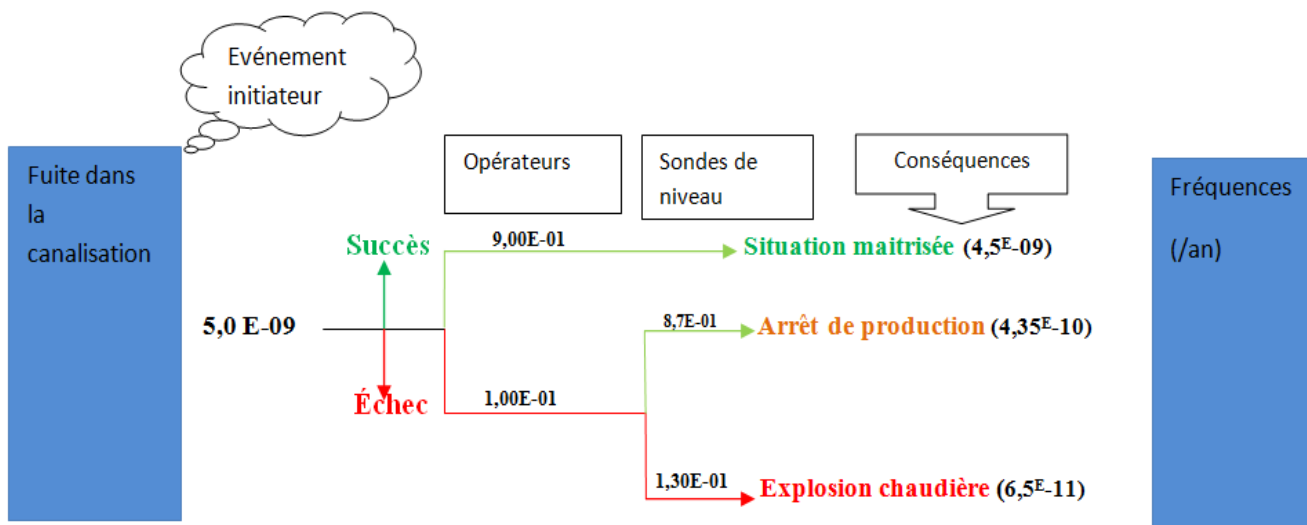 Evénement
initiateur
Fuite dans
la
canalisation
Opérateurs
Sondes de
niveau
Conséquences
Fréquences
(/an)
Succès
9,00E-01
Situation maitrisée (4,5ᴱ-09)
5,0 E-09
8,7E-01
Arrêt de production (4,35ᴱ-10)
Échec
1,00E-01
1,30E-01
Explosion chaudière (6,5ᴱ-11)